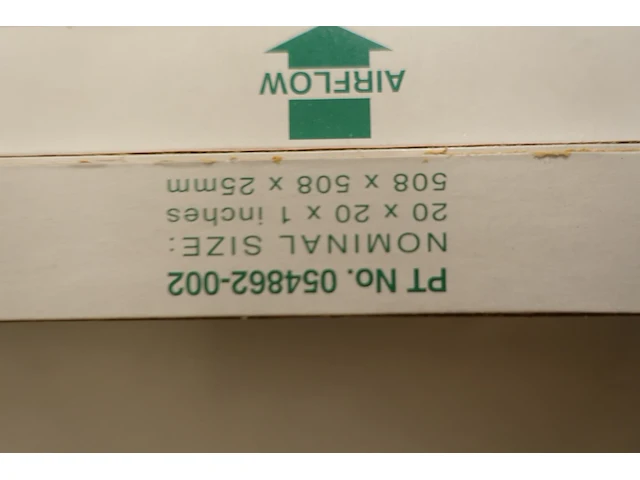 PT No. 054862-002
NOMINAL SIZE:
20 x 20 x 1 inches
508 x 508 x 25mm
AIRFLOW